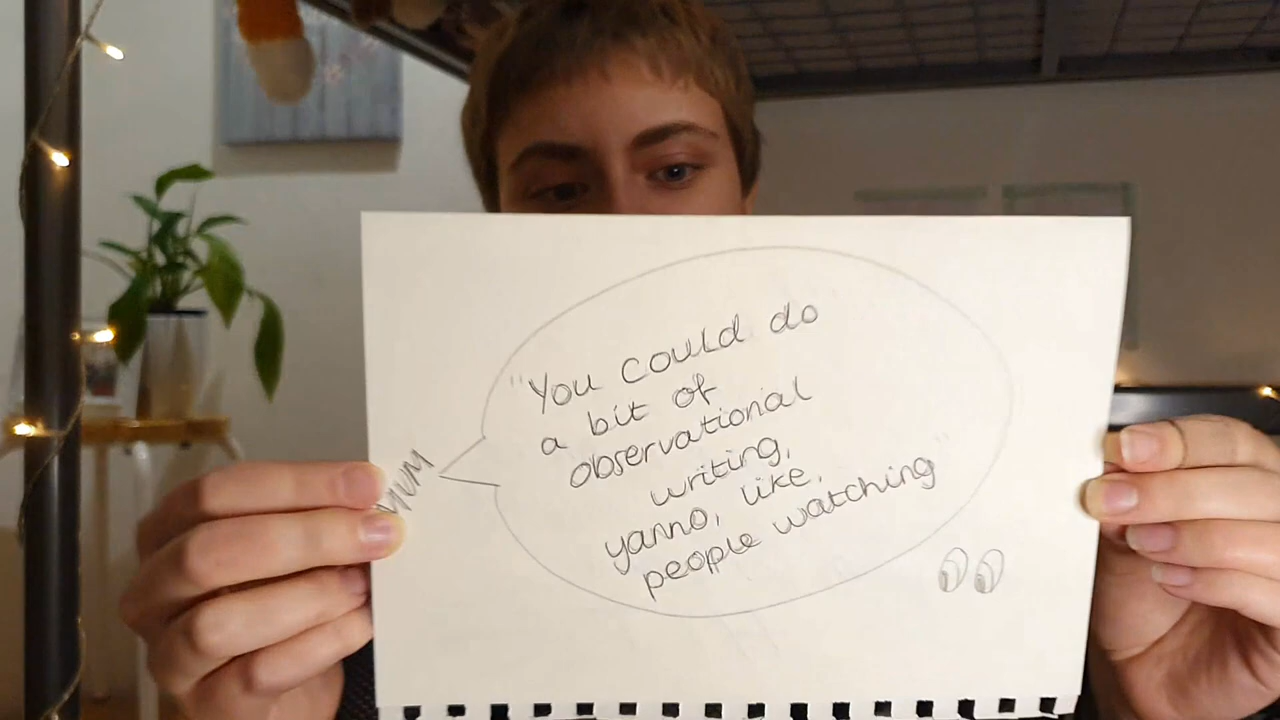 "You could do
a bit of
observational
writing,
yanno, like,
people watching"
MUM